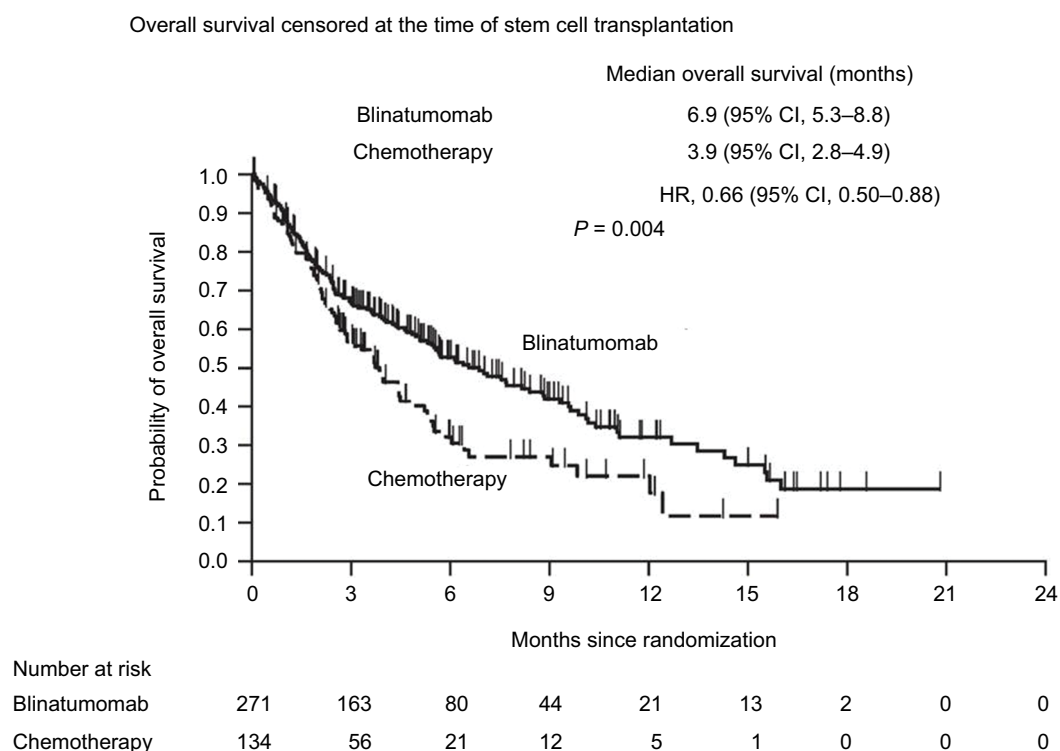 Overall survival censored at the time of stem cell transplantation
Median overall survival (months)
Blinatumomab 6.9 (95% CI, 5.3–8.8)
Chemotherapy 3.9 (95% CI, 2.8–4.9)
HR, 0.66 (95% CI, 0.50–0.88)
P = 0.004
Probability of overall survival
1.0
0.9
0.8
0.7
0.6
0.5
0.4
0.3
0.2
0.1
0.0
Blinatumomab
Chemotherapy
0 3 6 9 12 15 18 21 24
Months since randomization
Number at risk
Blinatumomab 271 163 80 44 21 13 2 0 0
Chemotherapy 134 56 21 12 5 1 0 0 0